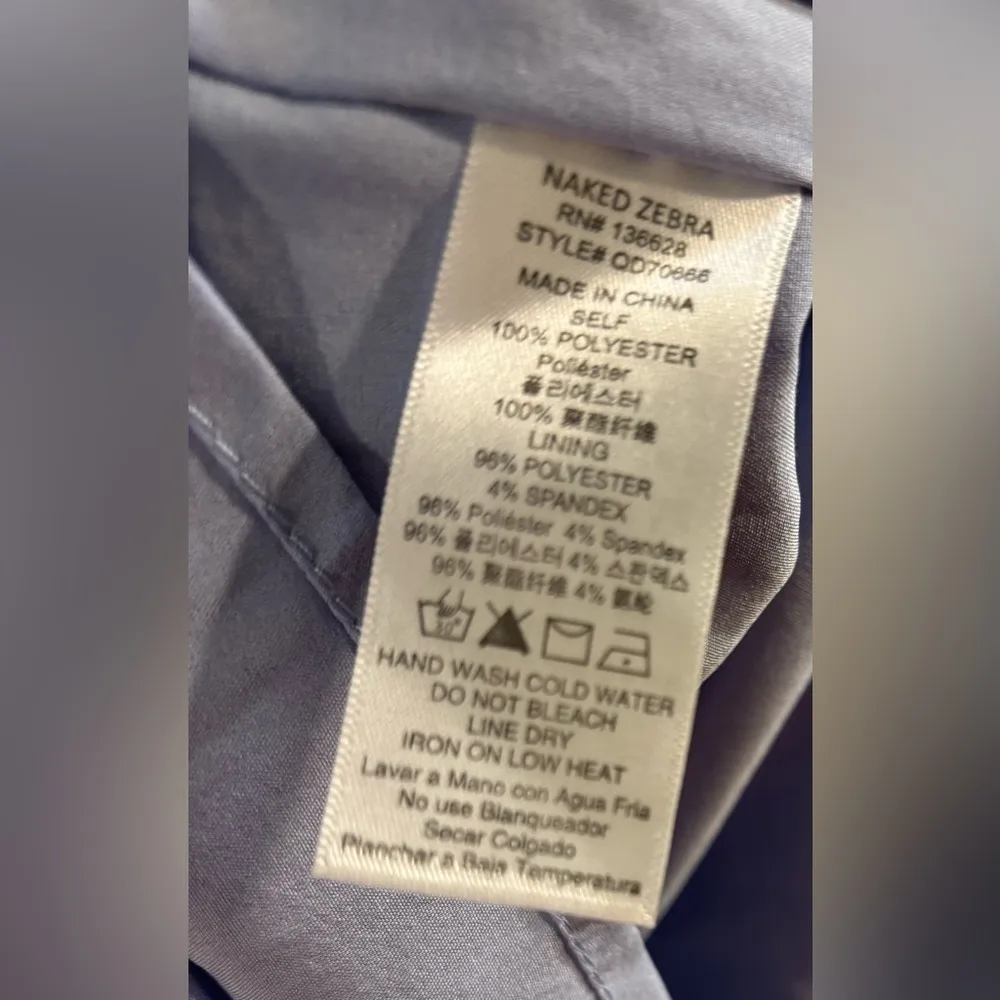 NAKED ZEBRA
RN# 136628
STYLE# QD70666
MADE IN CHINA
SELF
100% POLYESTER
Poliéster
폴리에스터
100% 聚酯纤维
LINING
96% POLYESTER
4% SPANDEX
96% Poliéster 4% Spandex
96% 폴리에스터 4% 스판덱스
96% 聚酯纤维 4% 氨纶
30°
HAND WASH COLD WATER
DO NOT BLEACH
LINE DRY
IRON ON LOW HEAT
Lavar a Mano con Agua Fria
No use Blanqueador
Secar Colgado
Planchar a Baja Temperatura